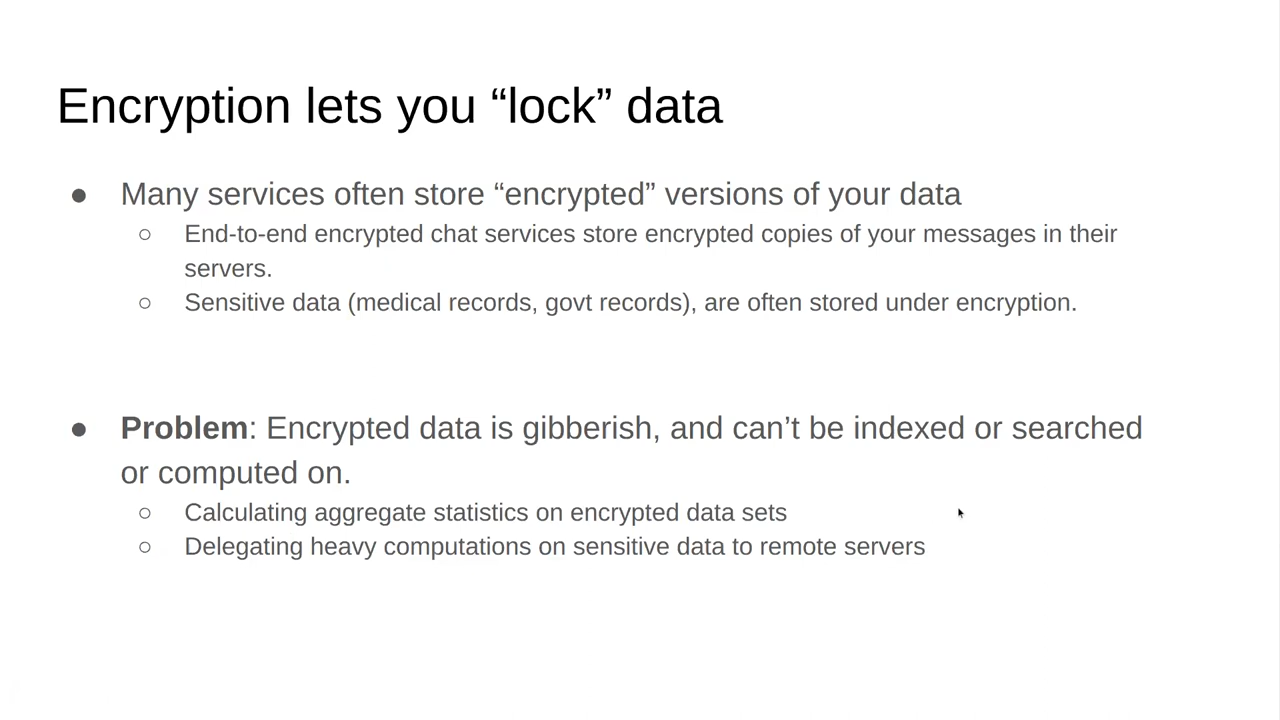 Encryption lets you “lock” data
● Many services often store “encrypted” versions of your data
○ End-to-end encrypted chat services store encrypted copies of your messages in their
servers.
○ Sensitive data (medical records, govt records), are often stored under encryption.
● Problem: Encrypted data is gibberish, and can’t be indexed or searched
or computed on.
○ Calculating aggregate statistics on encrypted data sets
○ Delegating heavy computations on sensitive data to remote servers